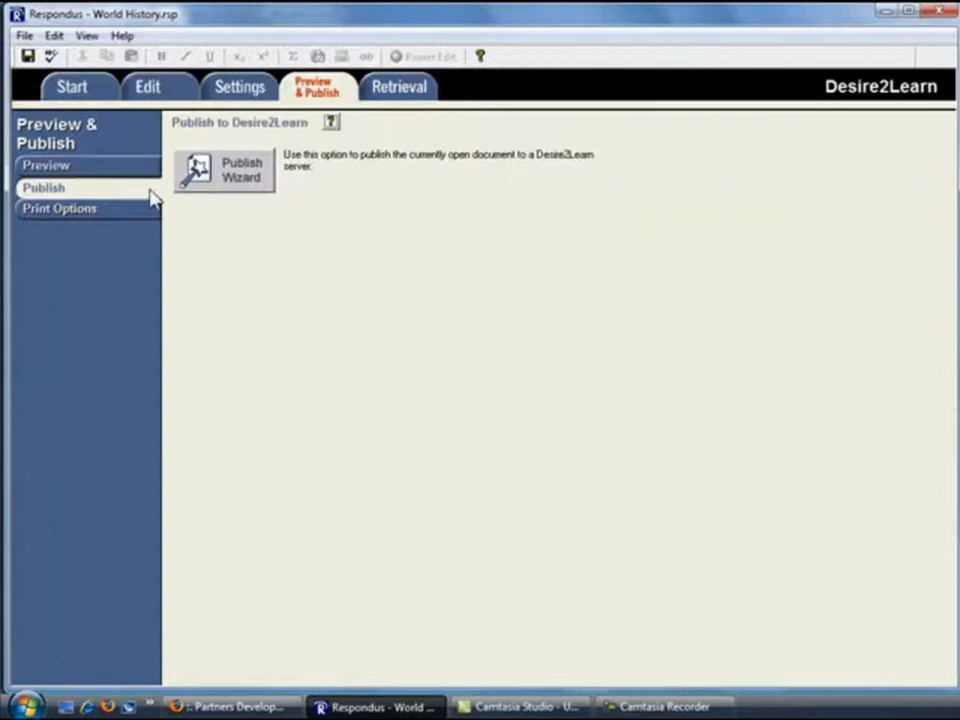 Respondus - World History.rsp
File Edit View Help
B I U x₂ x² Σ Power Edit ?
Start Edit Settings Preview & Publish Retrieval Desire2Learn
Preview &
Publish
Preview
Publish
Print Options
Publish to Desire2Learn ?
Publish
Wizard
Use this option to publish the currently open document to a Desire2Learn
server.
:. Partners Develop... Respondus - World ... Camtasia Studio - U... Camtasia Recorder